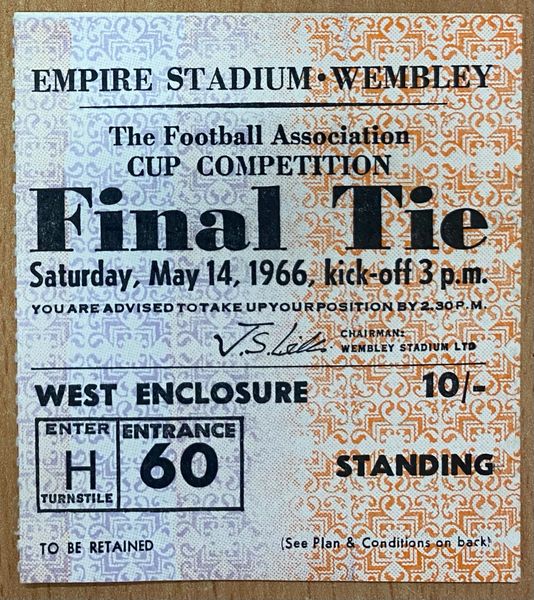 EMPIRE STADIUM • WEMBLEY
The Football Association
CUP COMPETITION
Final Tie
Saturday, May 14, 1966, kick-off 3 p.m.
YOU ARE ADVISED TO TAKE UP YOUR POSITION BY 2.30 P.M.
CHAIRMAN:
WEMBLEY STADIUM LTD
WEST ENCLOSURE 10/-
ENTER
H
TURNSTILE
ENTRANCE
60
STANDING
TO BE RETAINED
(See Plan & Conditions on back)